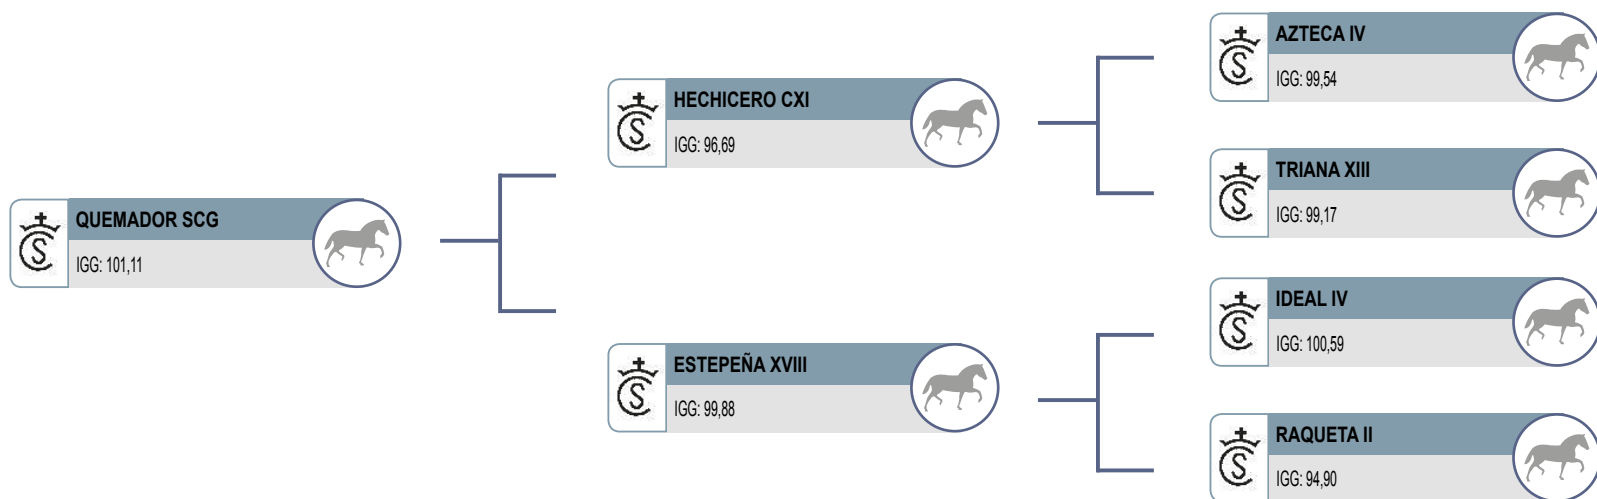 QUEMADOR SCG
IGG: 101,11
HECHICERO CXI
IGG: 96,69
ESTEPEÑA XVIII
IGG: 99,88
AZTECA IV
IGG: 99,54
TRIANA XIII
IGG: 99,17
IDEAL IV
IGG: 100,59
RAQUETA II
IGG: 94,90